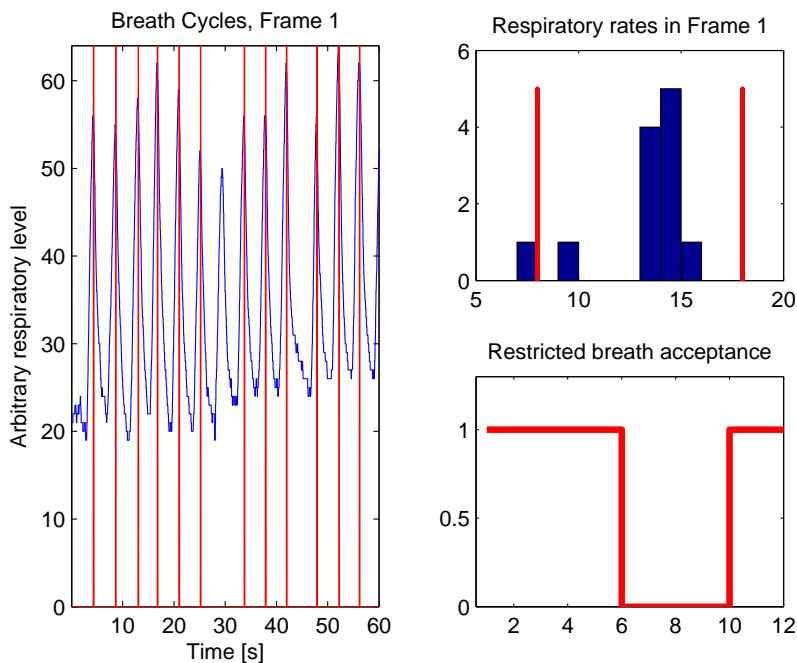 Breath Cycles, Frame 1
60
50
40
30
20
10
0
10 20 30 40 50 60
Time [s]
Arbitrary respiratory level
Respiratory rates in Frame 1
6
4
2
0
5 10 15 20
Restricted breath acceptance
1
0.5
0
2 4 6 8 10 12